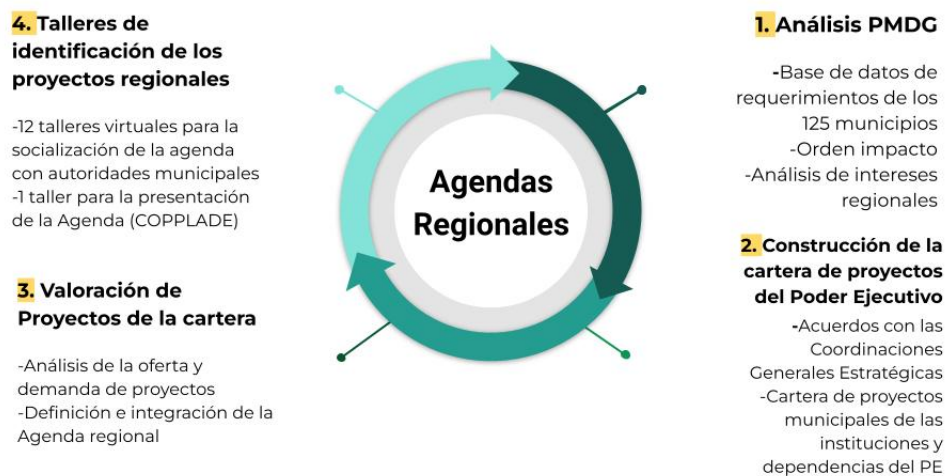 4. Talleres de
identificación de los
proyectos regionales
-12 talleres virtuales para la
socialización de la agenda
con autoridades municipales
-1 taller para la presentación
de la Agenda (COPPLADE)
3. Valoración de
Proyectos de la cartera
-Análisis de la oferta y
demanda de proyectos
-Definición e integración de la
Agenda regional
Agendas
Regionales
1. Análisis PMDG
-Base de datos de
requerimientos de los
125 municipios
-Orden impacto
-Análisis de intereses
regionales
2. Construcción de la
cartera de proyectos
del Poder Ejecutivo
-Acuerdos con las
Coordinaciones
Generales Estratégicas
-Cartera de proyectos
municipales de las
instituciones y
dependencias del PE